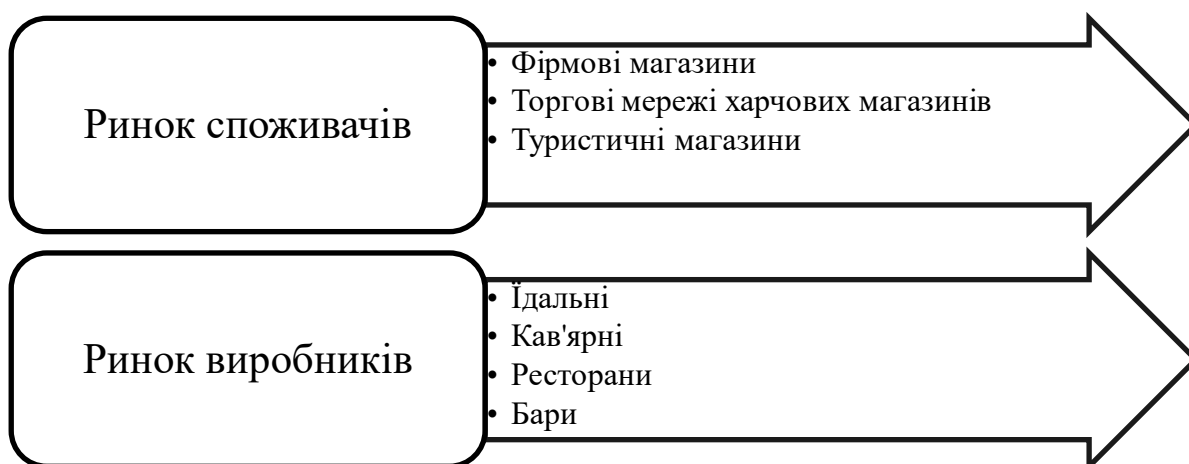 Ринок споживачів
• Фірмові магазини
• Торгові мережі харчових магазинів
• Туристичні магазини
Ринок виробників
• Їдальні
• Кав'ярні
• Ресторани
• Бари